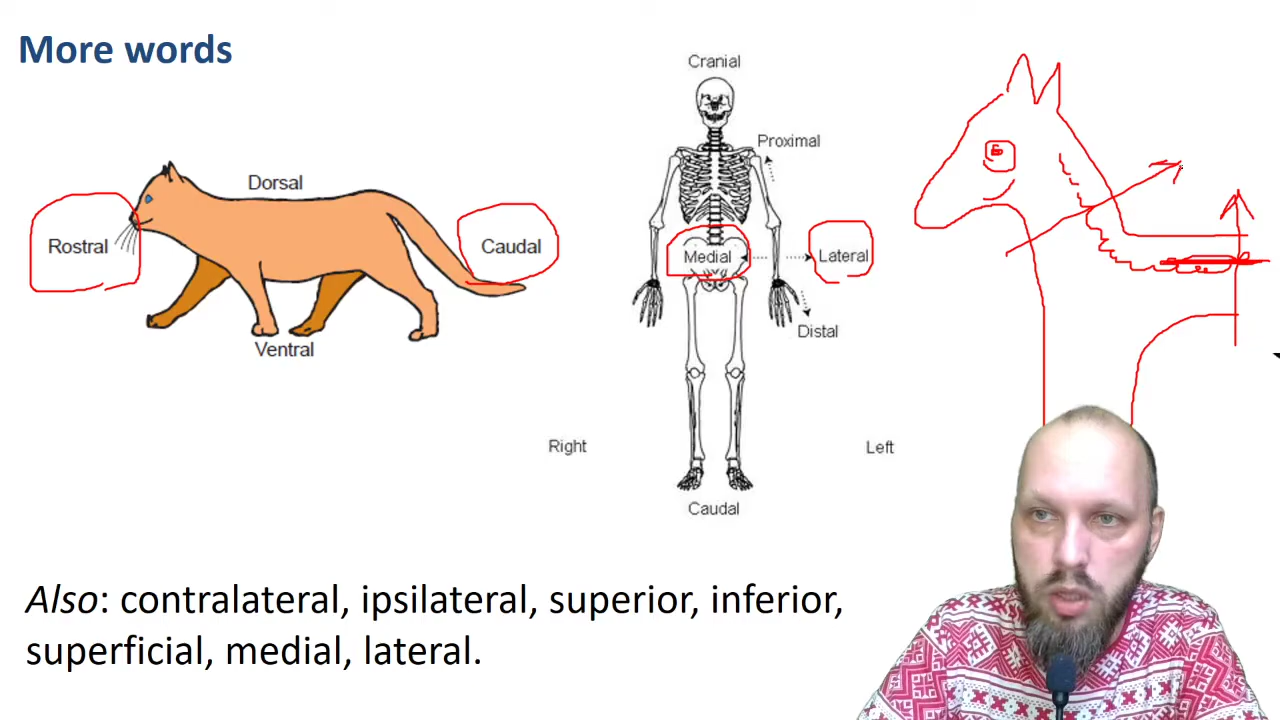 More words
Cranial
Proximal
Dorsal
Rostral
Caudal
Medial
Lateral
Distal
Ventral
Right
Left
Caudal
Also: contralateral, ipsilateral, superior, inferior,
superficial, medial, lateral.